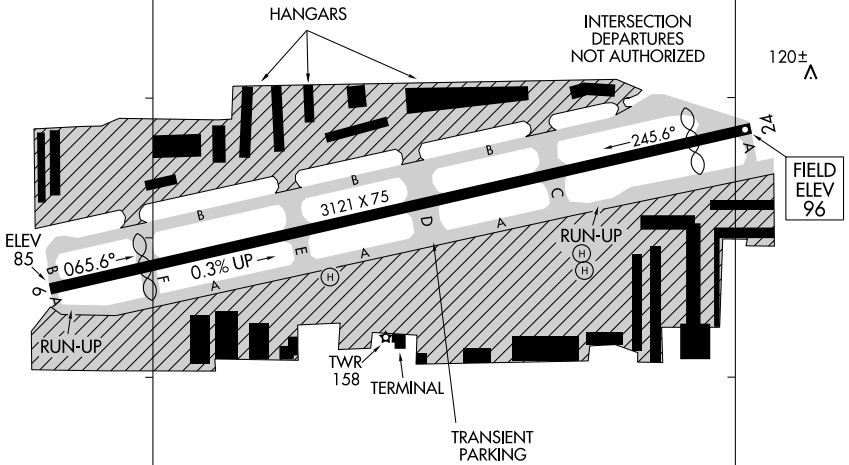 HANGARS
INTERSECTION
DEPARTURES
NOT AUTHORIZED
120±
24
A
245.6°
B
B
B
FIELD
ELEV
96
3121 X 75
C
D
A
RUN-UP
ELEV
85
B
065.6°
E
A
0.3% UP
F
A
H
H
H
6
A
RUN-UP
TWR
158
TERMINAL
TRANSIENT
PARKING